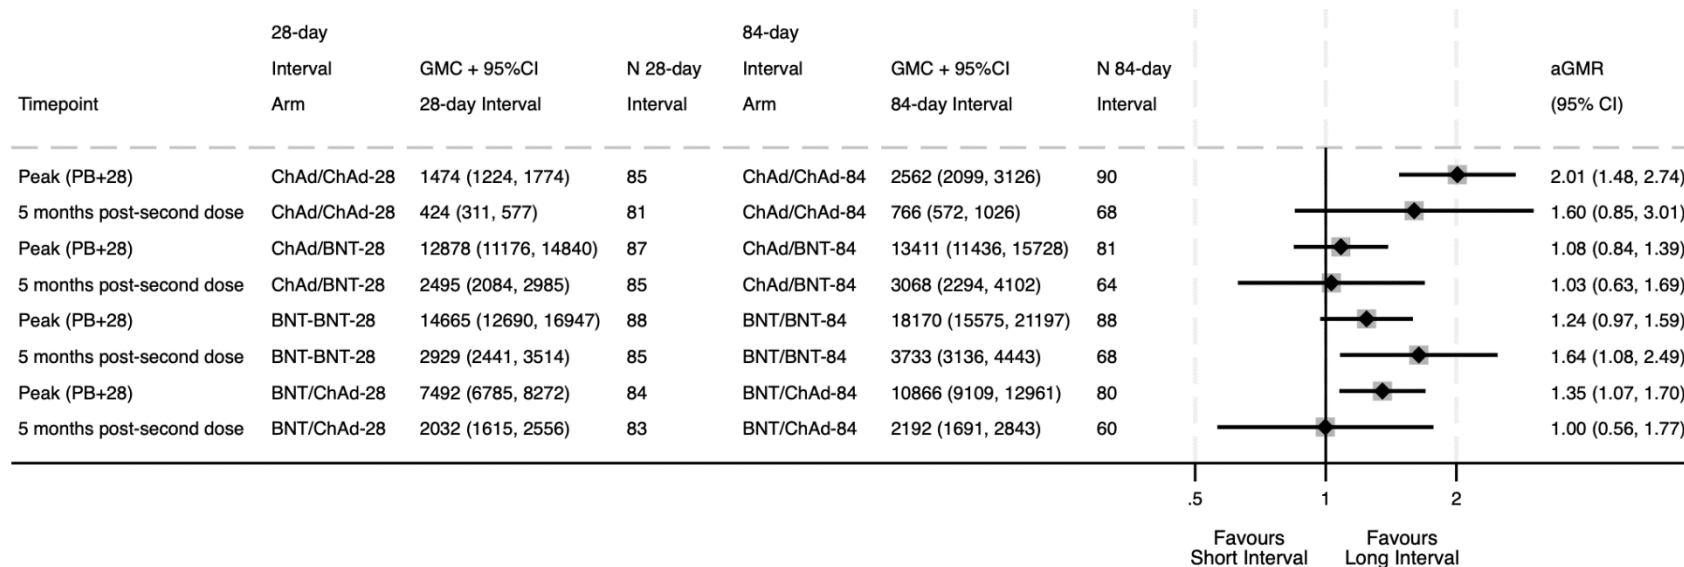 28-day 84-day
Interval GMC + 95%CI N 28-day Interval GMC + 95%CI N 84-day aGMR
Timepoint Arm 28-day Interval Interval Arm 84-day Interval Interval (95% CI)
Peak (PB+28) ChAd/ChAd-28 1474 (1224, 1774) 85 ChAd/ChAd-84 2562 (2099, 3126) 90 2.01 (1.48, 2.74)
5 months post-second dose ChAd/ChAd-28 424 (311, 577) 81 ChAd/ChAd-84 766 (572, 1026) 68 1.60 (0.85, 3.01)
Peak (PB+28) ChAd/BNT-28 12878 (11176, 14840) 87 ChAd/BNT-84 13411 (11436, 15728) 81 1.08 (0.84, 1.39)
5 months post-second dose ChAd/BNT-28 2495 (2084, 2985) 85 ChAd/BNT-84 3068 (2294, 4102) 64 1.03 (0.63, 1.69)
Peak (PB+28) BNT-BNT-28 14665 (12690, 16947) 88 BNT/BNT-84 18170 (15575, 21197) 88 1.24 (0.97, 1.59)
5 months post-second dose BNT-BNT-28 2929 (2441, 3514) 85 BNT/BNT-84 3733 (3136, 4443) 68 1.64 (1.08, 2.49)
Peak (PB+28) BNT/ChAd-28 7492 (6785, 8272) 84 BNT/ChAd-84 10866 (9109, 12961) 80 1.35 (1.07, 1.70)
5 months post-second dose BNT/ChAd-28 2032 (1615, 2556) 83 BNT/ChAd-84 2192 (1691, 2843) 60 1.00 (0.56, 1.77)
.5 1 2
Favours Favours
Short Interval Long Interval